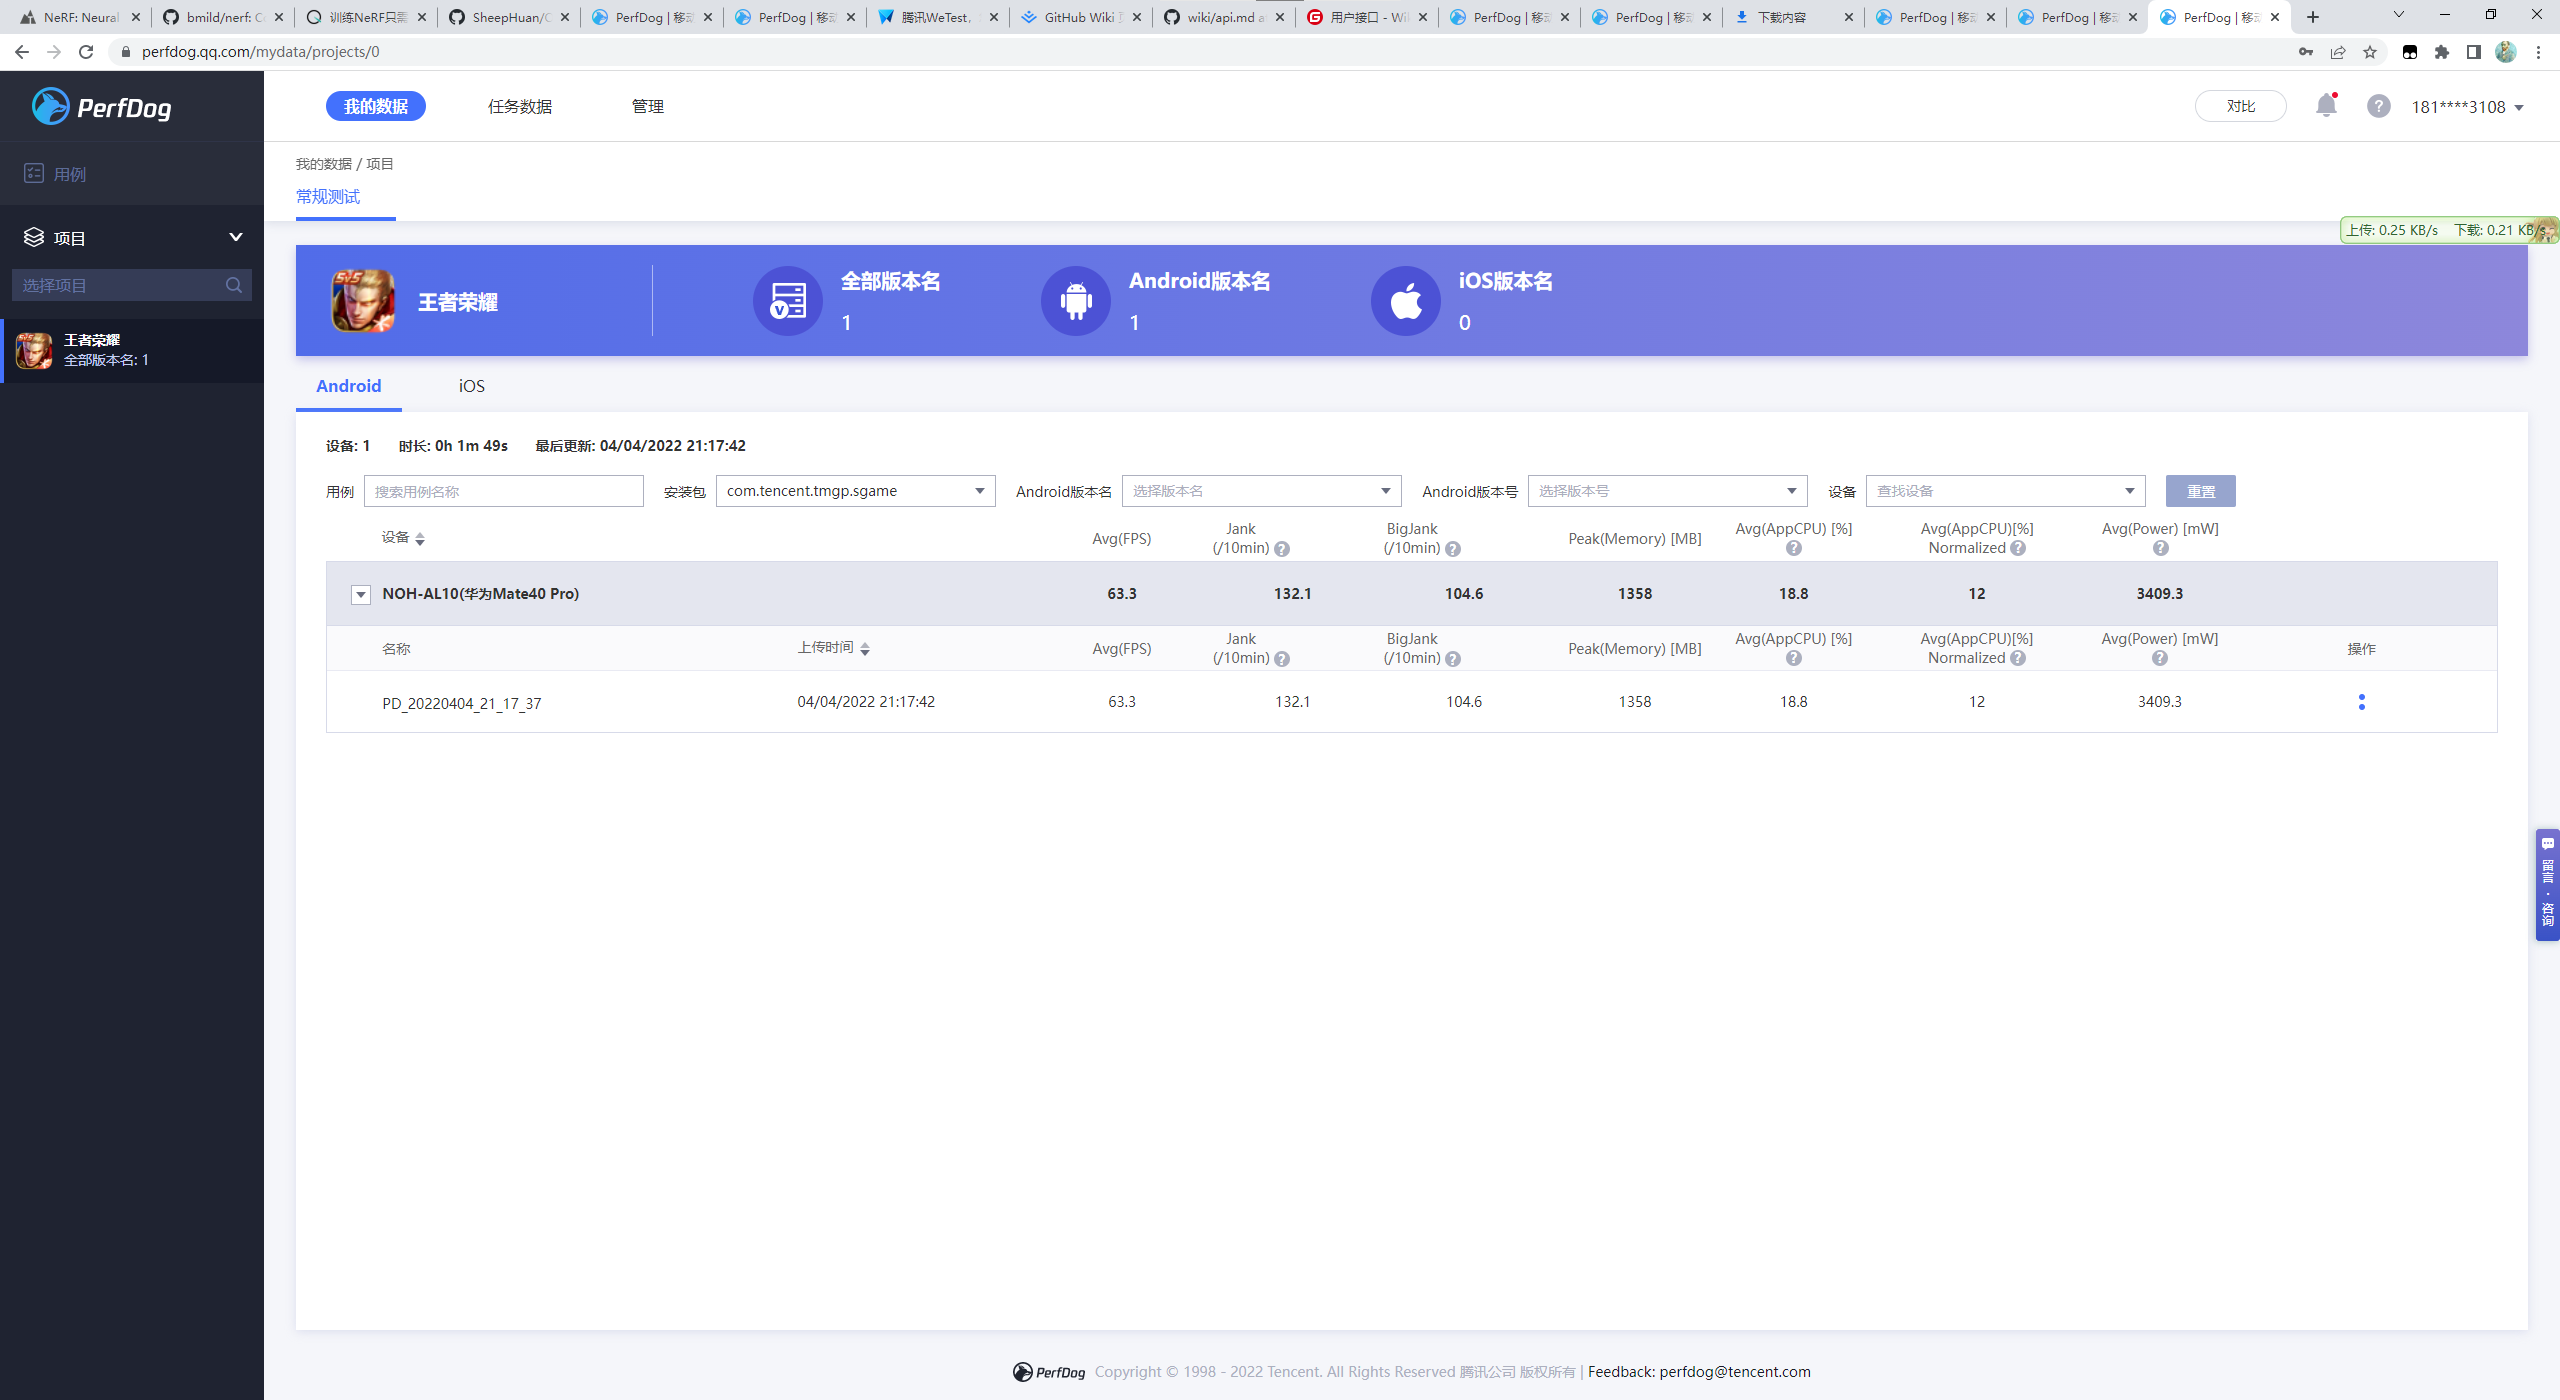 NeRF: Neural
bmild/nerf: C
训练NeRF只需
SheepHuan/C
PerfDog | 移动
PerfDog | 移动
腾讯WeTest,
GitHub Wiki
wiki/api.md a
用户接口 - Wi
PerfDog | 移动
PerfDog | 移动
下载内容
PerfDog | 移动
PerfDog | 移动
PerfDog | 移动
perfdog.qq.com/mydata/projects/0
PerfDog
我的数据
任务数据
管理
对比
181****3108
用例
我的数据 / 项目
常规测试
上传: 0.25 KB/s 下载: 0.21 KB/s
项目
选择项目
王者荣耀
全部版本名: 1
5v5
王者荣耀
全部版本名
1
Android版本名
1
iOS版本名
0
Android
iOS
设备: 1 时长: 0h 1m 49s 最后更新: 04/04/2022 21:17:42
用例 搜索用例名称 安装包 com.tencent.tmgp.sgame Android版本名 选择版本名 Android版本号 选择版本号 设备 查找设备 重置
设备 Avg(FPS) Jank (/10min) BigJank (/10min) Peak(Memory) [MB] Avg(AppCPU) [%] Avg(AppCPU)[%] Normalized Avg(Power) [mW]
NOH-AL10(华为Mate40 Pro) 63.3 132.1 104.6 1358 18.8 12 3409.3
名称 上传时间 Avg(FPS) Jank (/10min) BigJank (/10min) Peak(Memory) [MB] Avg(AppCPU) [%] Avg(AppCPU)[%] Normalized Avg(Power) [mW] 操作
PD_20220404_21_17_37 04/04/2022 21:17:42 63.3 132.1 104.6 1358 18.8 12 3409.3
留言·咨询
PerfDog Copyright © 1998 - 2022 Tencent. All Rights Reserved 腾讯公司 版权所有 | Feedback: perfdog@tencent.com